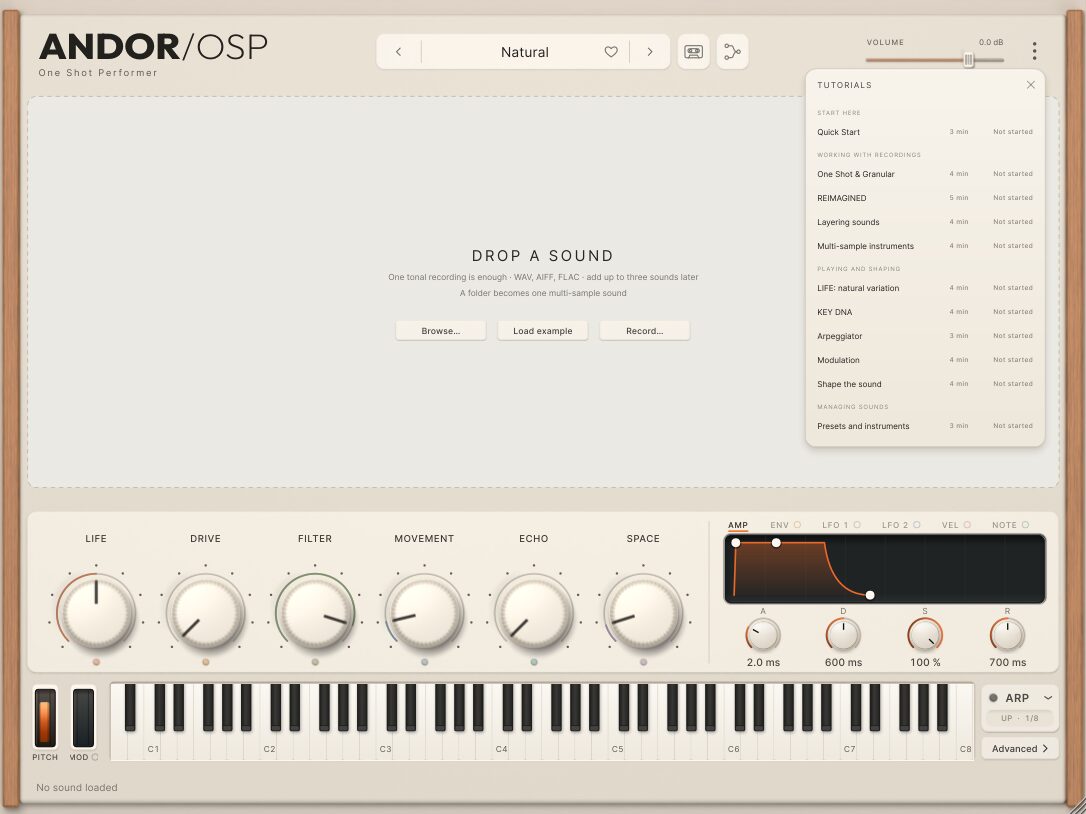 ANDOR/OSP
One Shot Performer
Natural
VOLUME 0.0 dB
TUTORIALS
START HERE
Quick Start 3 min Not started
WORKING WITH RECORDINGS
One Shot & Granular 4 min Not started
REIMAGINED 5 min Not started
Layering sounds 4 min Not started
Multi-sample instruments 4 min Not started
PLAYING AND SHAPING
LIFE: natural variation 4 min Not started
KEY DNA 4 min Not started
Arpeggiator 3 min Not started
Modulation 4 min Not started
Shape the sound 4 min Not started
MANAGING SOUNDS
Presets and instruments 3 min Not started
DROP A SOUND
One tonal recording is enough · WAV, AIFF, FLAC · add up to three sounds later
A folder becomes one multi-sample sound
Browse... Load example Record...
LIFE DRIVE FILTER MOVEMENT ECHO SPACE
AMP ENV LFO 1 LFO 2 VEL NOTE
A D S R
2.0 ms 600 ms 100 % 700 ms
PITCH MOD
C1 C2 C3 C4 C5 C6 C7 C8
ARP
UP · 1/8
Advanced
No sound loaded